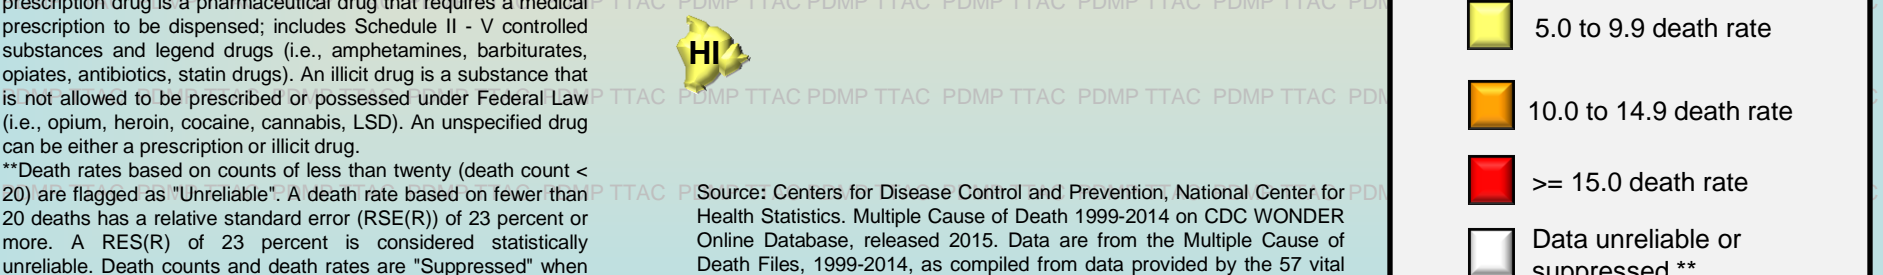 prescription drug is a pharmaceutical drug that requires a medical
prescription to be dispensed; includes Schedule II - V controlled
substances and legend drugs (i.e., amphetamines, barbiturates,
opiates, antibiotics, statin drugs). An illicit drug is a substance that
is not allowed to be prescribed or possessed under Federal Law
(i.e., opium, heroin, cocaine, cannabis, LSD). An unspecified drug
can be either a prescription or illicit drug.
**Death rates based on counts of less than twenty (death count <
20) are flagged as "Unreliable". A death rate based on fewer than
20 deaths has a relative standard error (RSE(R)) of 23 percent or
more. A RES(R) of 23 percent is considered statistically
unreliable. Death counts and death rates are "Suppressed" when
HI
PDMP TTAC PDMP TTAC PDMP TTAC PDMP TTAC
Source: Centers for Disease Control and Prevention, National Center for
Health Statistics. Multiple Cause of Death 1999-2014 on CDC WONDER
Online Database, released 2015. Data are from the Multiple Cause of
Death Files, 1999-2014, as compiled from data provided by the 57 vital
5.0 to 9.9 death rate
10.0 to 14.9 death rate
>= 15.0 death rate
Data unreliable or
suppressed **